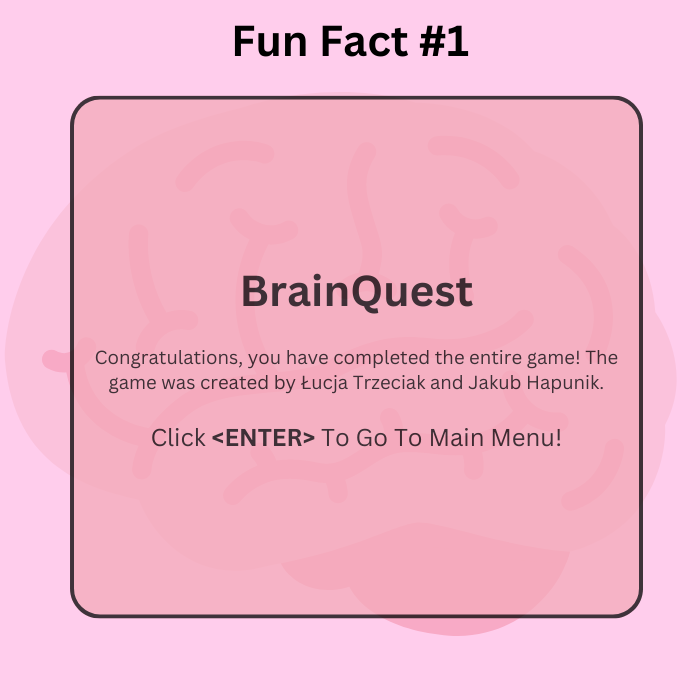 Fun Fact #1
BrainQuest
Congratulations, you have completed the entire game! The
game was created by Łucja Trzeciak and Jakub Hapunik.
Click <ENTER> To Go To Main Menu!